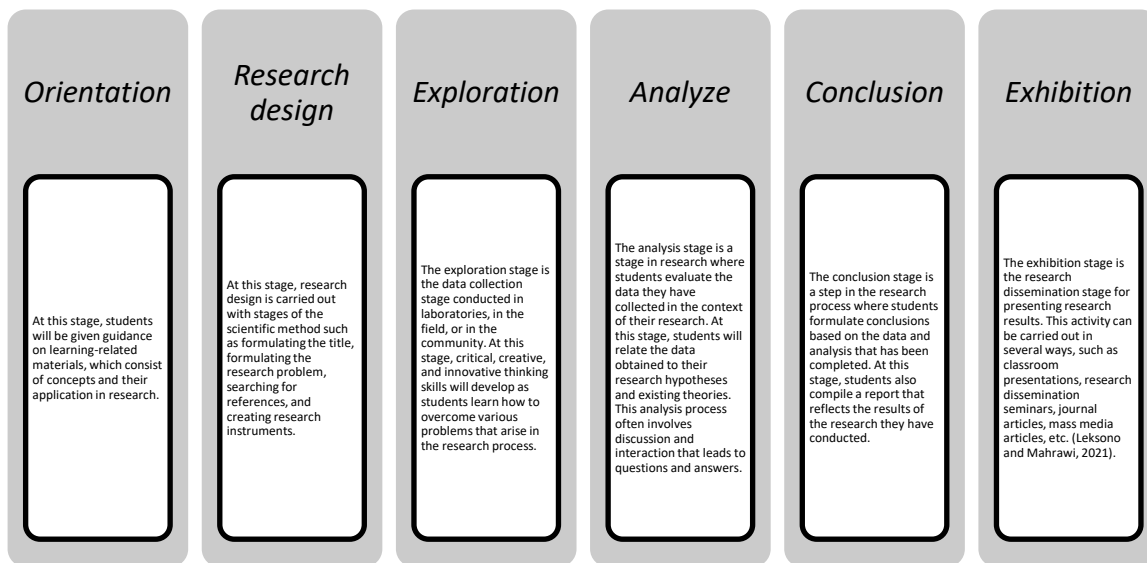 Orientation
At this stage, students
will be given guidance
on learning-related
materials, which consist
of concepts and their
application in research.
Research
design
At this stage, research
design is carried out
with stages of the
scientific method such
as formulating the title,
formulating the
research problem,
searching for
references, and
creating research
instruments.
Exploration
The exploration stage is
the data collection
stage conducted in
laboratories, in the
field, or in the
community. At this
stage, critical, creative,
and innovative thinking
skills will develop as
students learn how to
overcome various
problems that arise in
the research process.
Analyze
The analysis stage is a
stage in research where
students evaluate the
data they have
collected in the context
of their research. At
this stage, students will
relate the data
obtained to their
research hypotheses
and existing theories.
This analysis process
often involves
discussion and
interaction that leads to
questions and answers.
Conclusion
The conclusion stage is
a step in the research
process where students
formulate conclusions
based on the data and
analysis that has been
completed. At this
stage, students also
compile a report that
reflects the results of
the research they have
conducted.
Exhibition
The exhibition stage is
the research
dissemination stage for
presenting research
results. This activity can
be carried out in
several ways, such as
classroom
presentations, research
dissemination
seminars, journal
articles, mass media
articles, etc. (Leksono
and Mahrawi, 2021).